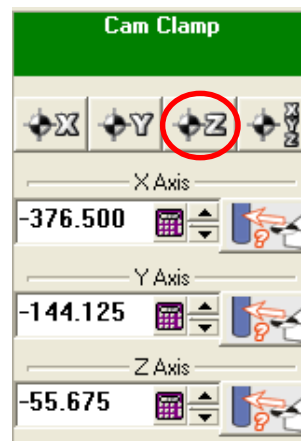 Cam Clamp
X Y Z X Y Z
X Axis
-376.500
?
Y Axis
-144.125
?
Z Axis
-55.675
?